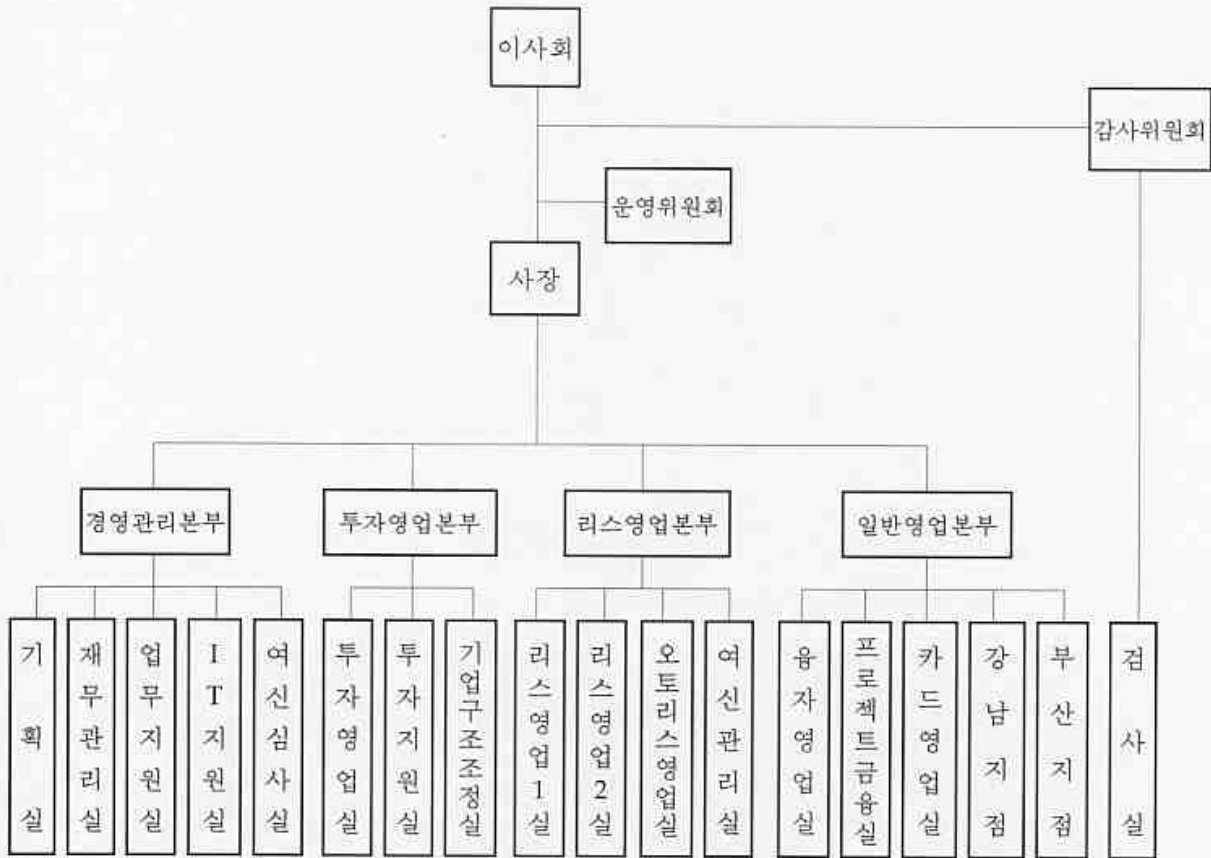 이사회
감사위원회
운영위원회
사장
경영관리본부
투자영업본부
리스영업본부
일반영업본부
기획실
재무관리실
업무지원실
IT지원실
여신심사실
투자영업실
투자지원실
기업구조조정실
리스영업1실
리스영업2실
오토리스영업실
여신관리실
융자영업실
프로젝트금융실
카드영업실
강남지점
부산지점
검사실